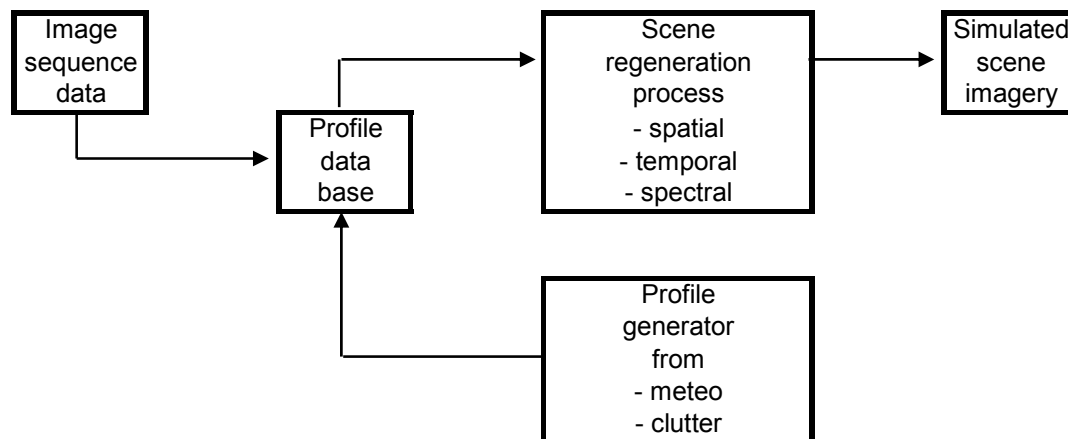 Image
sequence
data
Profile
data
base
Scene
regeneration
process
- spatial
- temporal
- spectral
Simulated
scene
imagery
Profile
generator
from
- meteo
- clutter